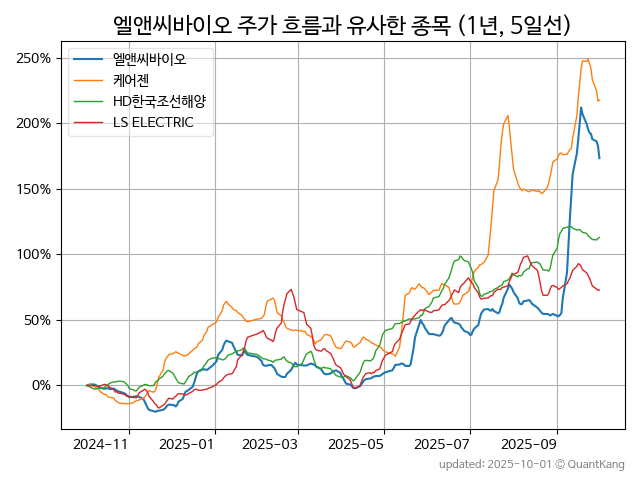 엘앤씨바이오 주가 흐름과 유사한 종목 (1년, 5일선)
엘앤씨바이오
케어젠
HD한국조선해양
LS ELECTRIC
250%
200%
150%
100%
50%
0%
2024-11 2025-01 2025-03 2025-05 2025-07 2025-09
updated: 2025-10-01 © QuantKang